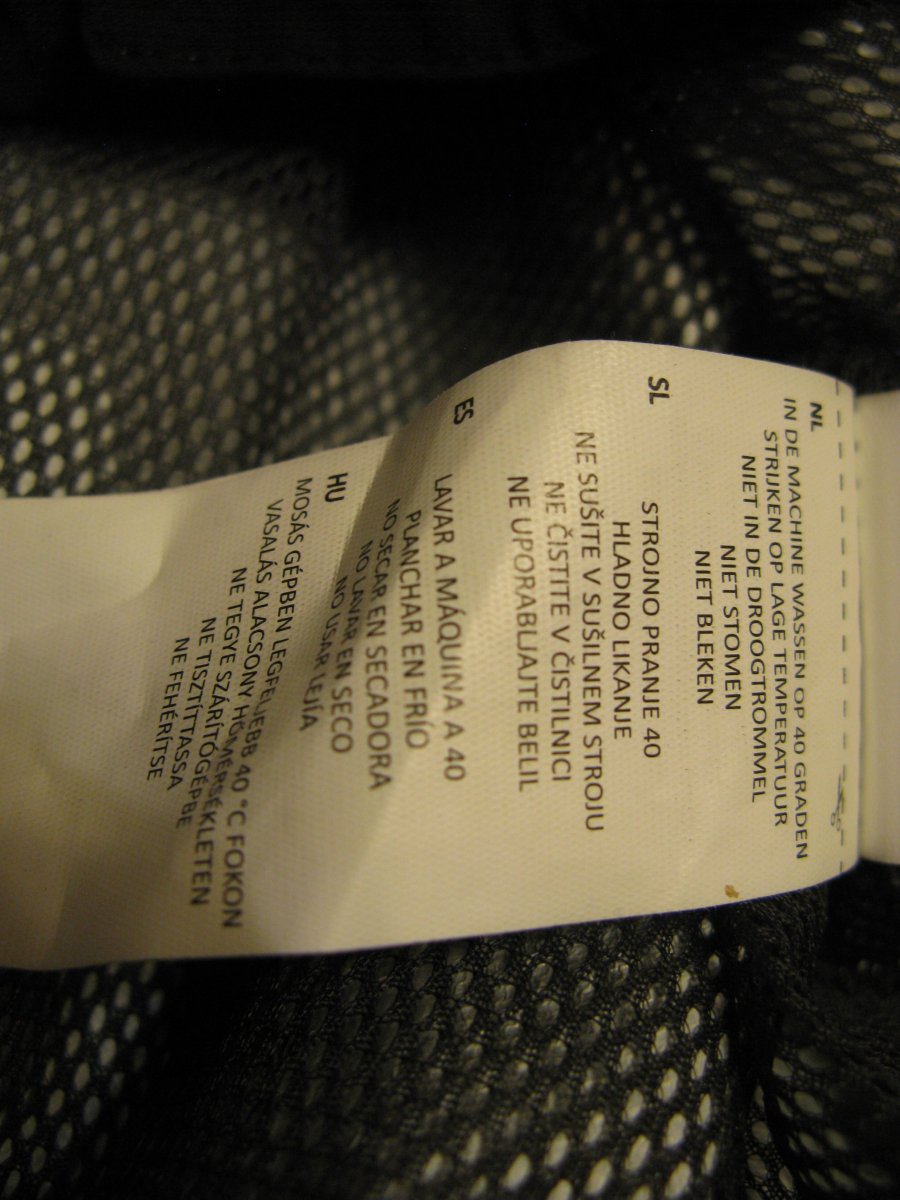 NL
IN DE MACHINE WASSEN OP 40 GRADEN
STRIJKEN OP LAGE TEMPERATUUR
NIET IN DE DROOGTROMMEL
NIET STOMEN
NIET BLEKEN
SL
STROJNO PRANJE 40
HLADNO LIKANJE
NE SUŠITE V SUŠILNEM STROJU
NE ČISTITE V ČISTILNICI
NE UPORABLJAJTE BELIL
ES
LAVAR A MÁQUINA A 40
PLANCHAR EN FRÍO
NO SECAR EN SECADORA
NO LAVAR EN SECO
NO USAR LEJÍA
HU
MOSÁS GÉPBEN LEGFELJEBB 40 °C FOKON
VASALÁS ALACSONY HŐMÉRSÉKLETEN
NE TEGYE SZÁRÍTÓGÉPBE
NE TISZTÍTTASSA
NE FEHÉRÍTSE